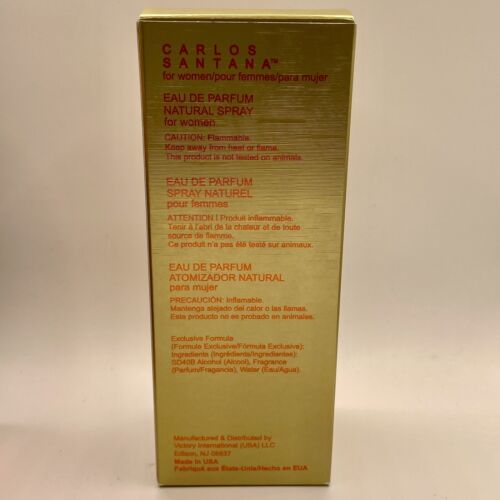 CARLOS
SANTANA™
for women/pour femmes/para mujer
EAU DE PARFUM
NATURAL SPRAY
for women
CAUTION: Flammable.
Keep away from heat or flame.
This product is not tested on animals.
EAU DE PARFUM
SPRAY NATUREL
pour femmes
ATTENTION : Produit inflammable.
Tenir à l'abri de la chaleur et de toute
source de flamme.
Ce produit n'a pas été testé sur animaux.
EAU DE PARFUM
ATOMIZADOR NATURAL
para mujer
PRECAUCIÓN: Inflamable.
Mantenga alejado del calor o las llamas.
Este producto no es probado en animales.
Exclusive Formula
(Formule Exclusive/Fórmula Exclusiva):
Ingredients (Ingrédients/Ingredientes):
SD40B Alcohol (Alcool), Fragrance
(Parfum/Fragancia), Water (Eau/Agua).
Manufactured & Distributed by
Victory International (USA) LLC
Edison, NJ 08837
Made In USA
Fabriqué aux États-Unis/Hecho en EUA